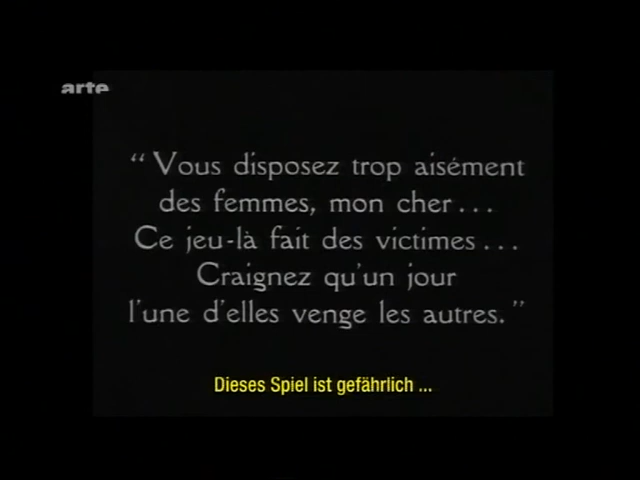 arte
“Vous disposez trop aisément
des femmes, mon cher...
Ce jeu-là fait des victimes...
Craignez qu'un jour
l'une d'elles venge les autres.”
Dieses Spiel ist gefährlich ...